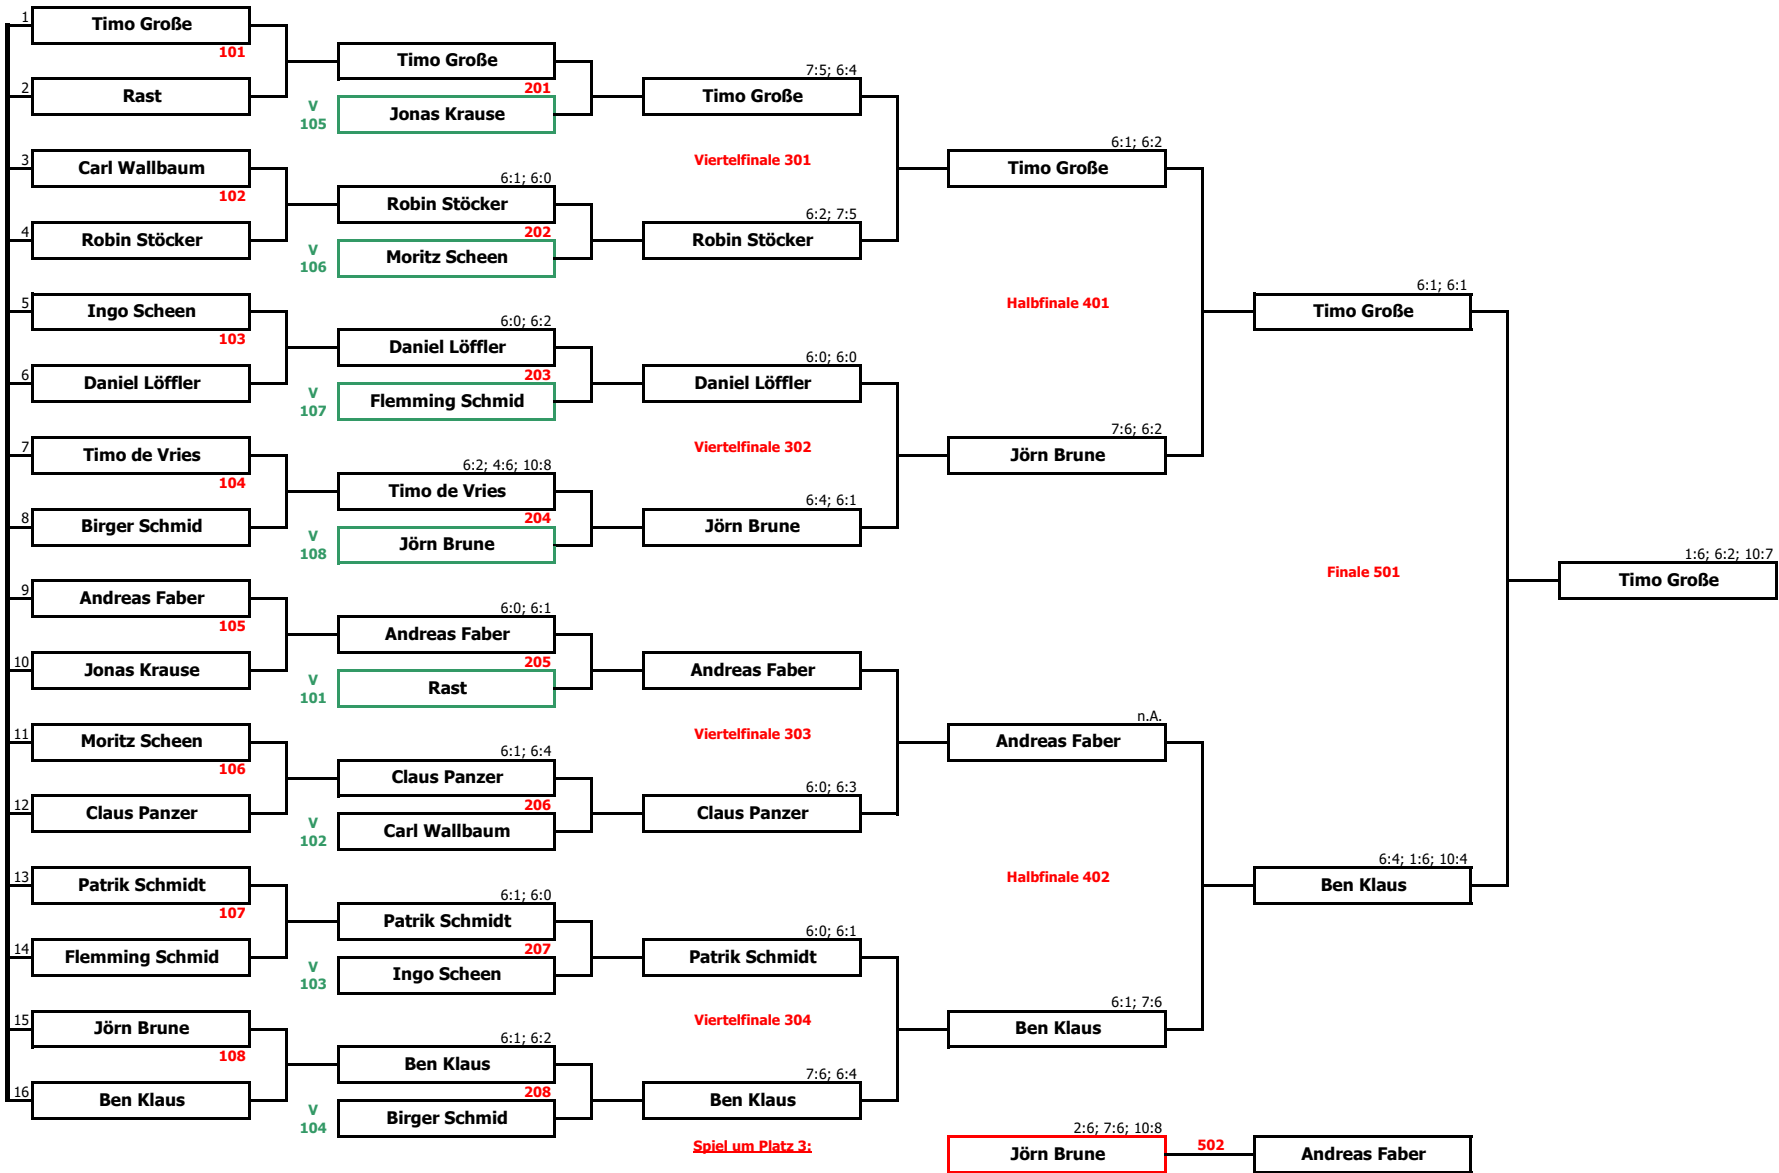 1
Timo Große
101
2
Rast
3
Carl Wallbaum
102
4
Robin Stöcker
5
Ingo Scheen
103
6
Daniel Löffler
7
Timo de Vries
104
8
Birger Schmid
9
Andreas Faber
105
10
Jonas Krause
11
Moritz Scheen
106
12
Claus Panzer
13
Patrik Schmidt
107
14
Flemming Schmid
15
Jörn Brune
108
16
Ben Klaus
Timo Große
201
V
105
Jonas Krause
6:1; 6:0
Robin Stöcker
202
V
106
Moritz Scheen
6:0; 6:2
Daniel Löffler
203
V
107
Flemming Schmid
6:2; 4:6; 10:8
Timo de Vries
204
V
108
Jörn Brune
6:0; 6:1
Andreas Faber
205
V
101
Rast
6:1; 6:4
Claus Panzer
206
V
102
Carl Wallbaum
6:1; 6:0
Patrik Schmidt
207
V
103
Ingo Scheen
6:1; 6:2
Ben Klaus
208
V
104
Birger Schmid
7:5; 6:4
Timo Große
Viertelfinale 301
6:2; 7:5
Robin Stöcker
6:0; 6:0
Daniel Löffler
Viertelfinale 302
6:4; 6:1
Jörn Brune
Andreas Faber
Viertelfinale 303
6:0; 6:3
Claus Panzer
6:0; 6:1
Patrik Schmidt
Viertelfinale 304
7:6; 6:4
Ben Klaus
6:1; 6:2
Timo Große
Halbfinale 401
7:6; 6:2
Jörn Brune
n.A.
Andreas Faber
Halbfinale 402
6:1; 7:6
Ben Klaus
6:1; 6:1
Timo Große
Finale 501
6:4; 1:6; 10:4
Ben Klaus
1:6; 6:2; 10:7
Timo Große
Spiel um Platz 3:
2:6; 7:6; 10:8
Jörn Brune
502
Andreas Faber